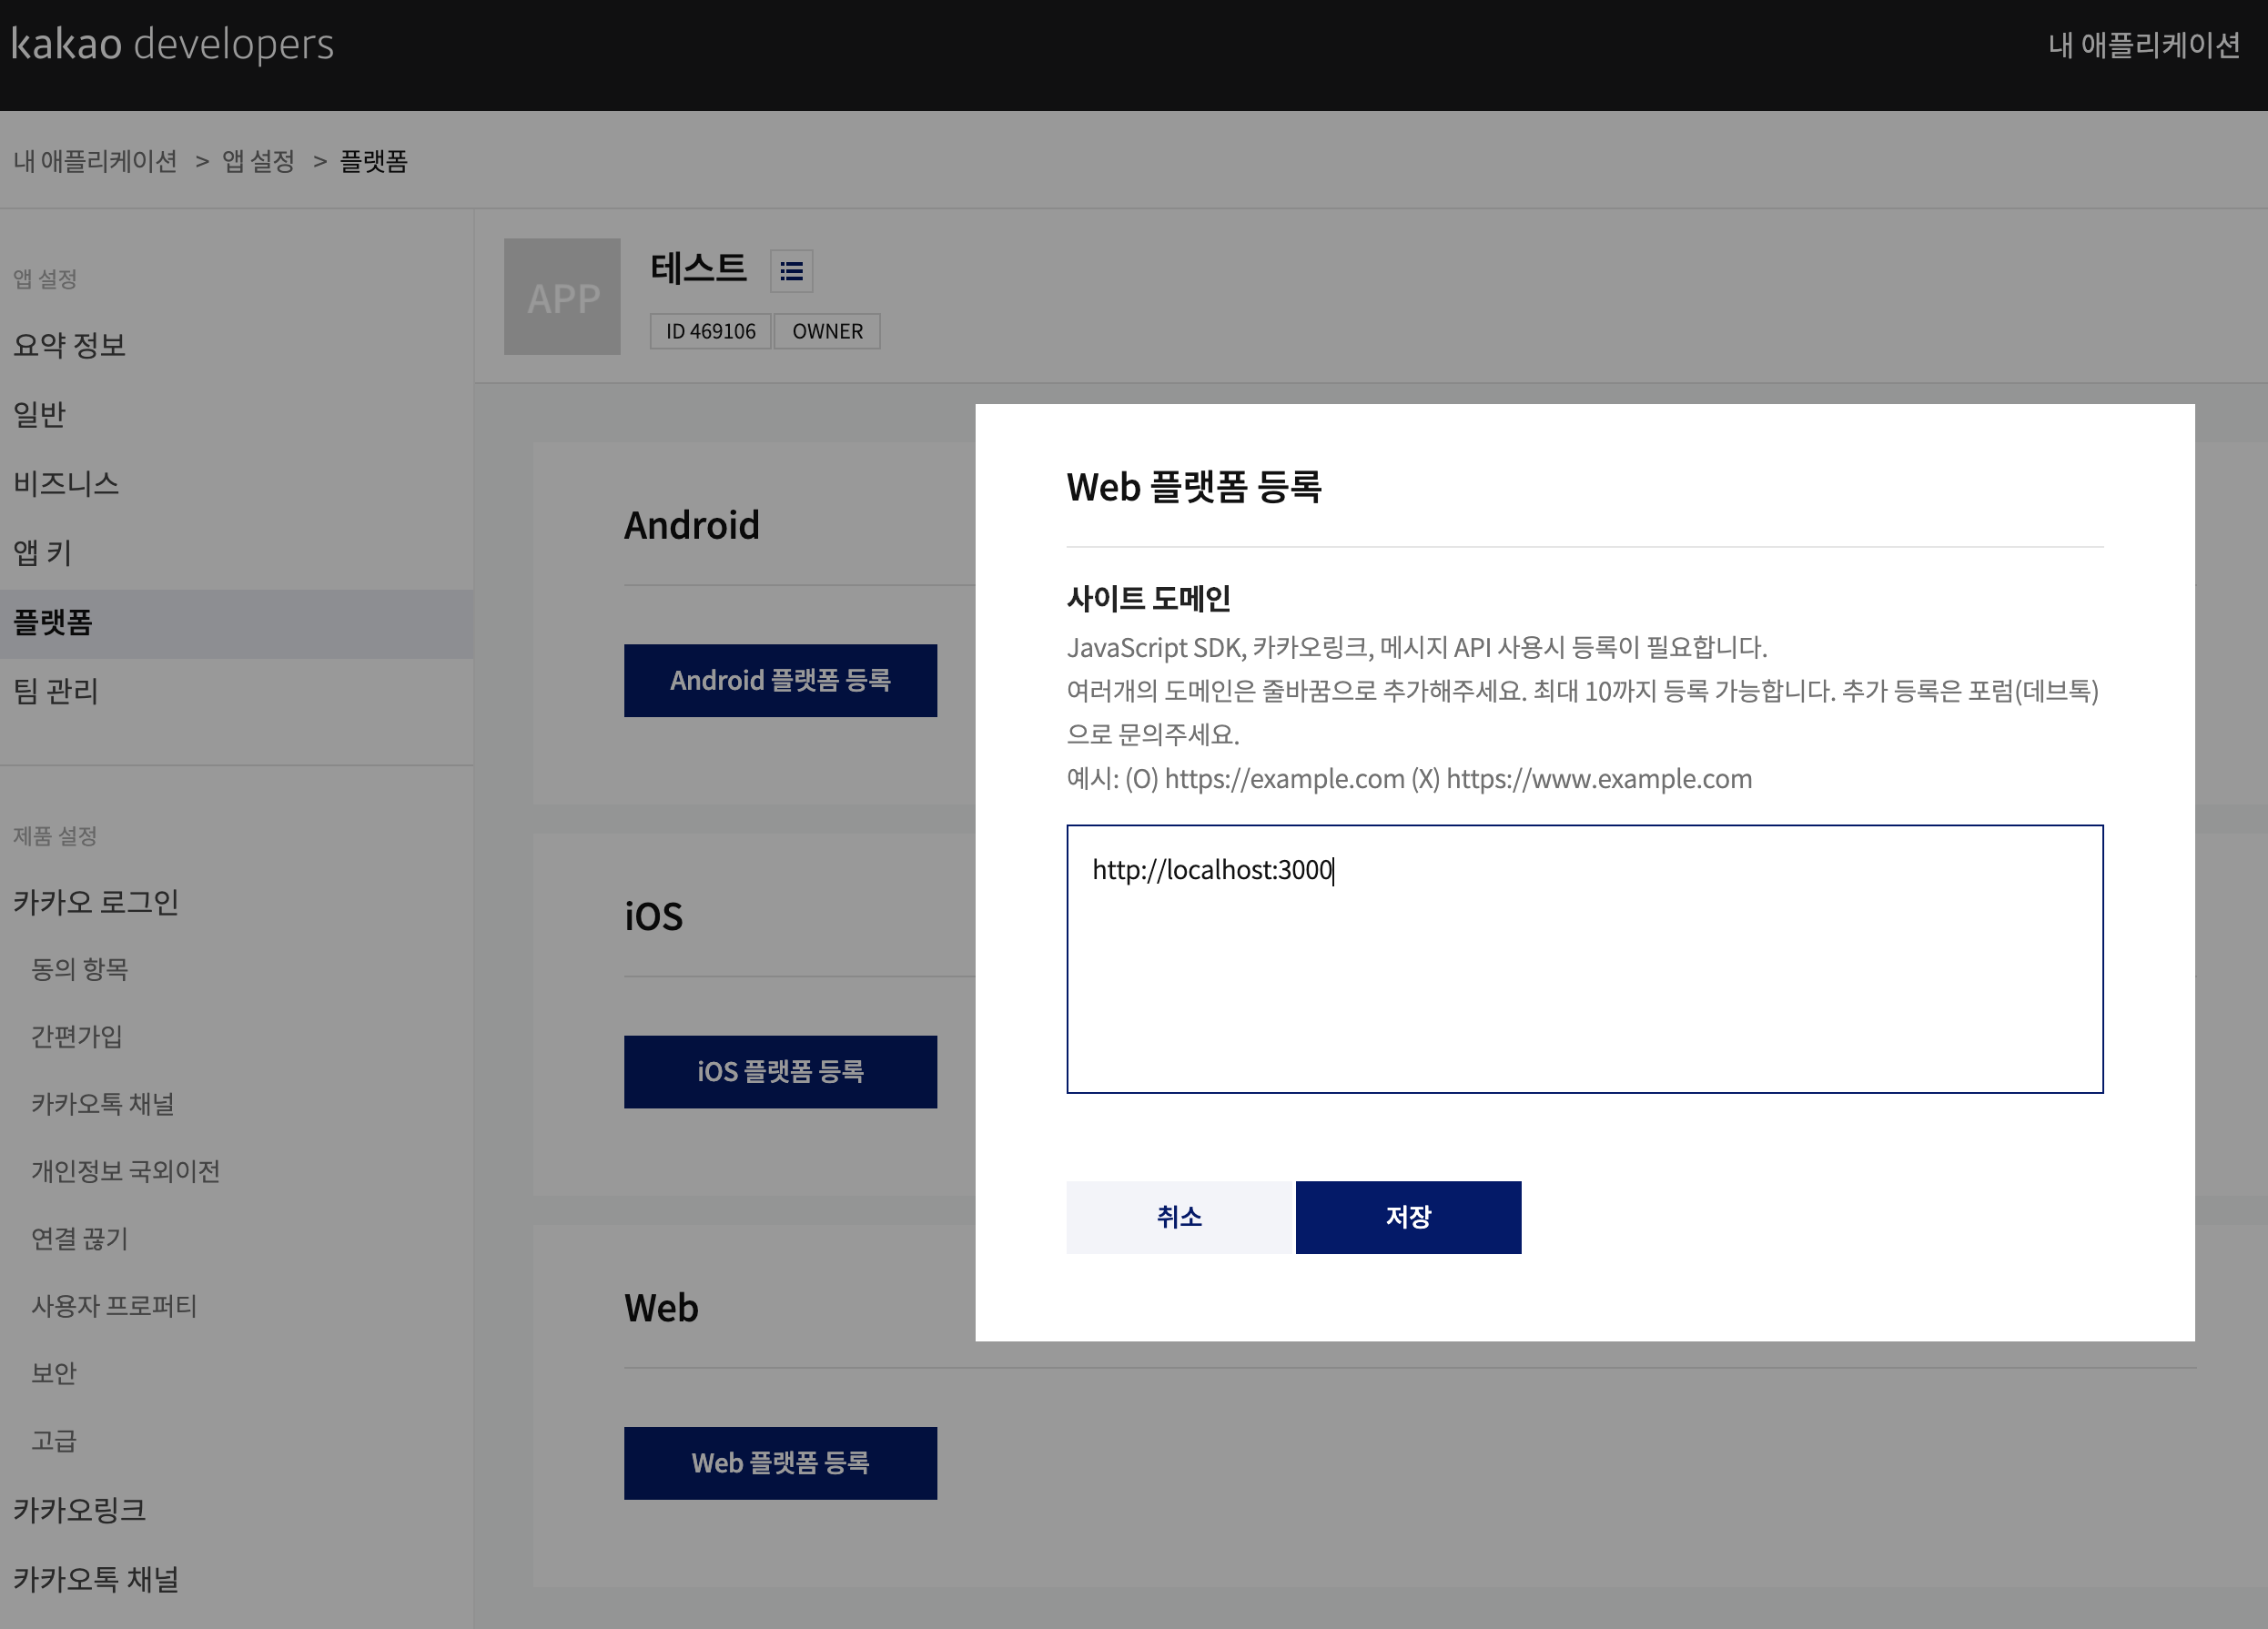 kakao developers
내 애플리케이션
내 애플리케이션 > 앱 설정 > 플랫폼
앱 설정
요약 정보
일반
비즈니스
앱 키
플랫폼
팀 관리
제품 설정
카카오 로그인
동의 항목
간편가입
카카오톡 채널
개인정보 국외이전
연결 끊기
사용자 프로퍼티
보안
고급
카카오링크
카카오톡 채널
APP
테스트
ID 469106
OWNER
Android
Android 플랫폼 등록
iOS
iOS 플랫폼 등록
Web
Web 플랫폼 등록
Web 플랫폼 등록
사이트 도메인
JavaScript SDK, 카카오링크, 메시지 API 사용시 등록이 필요합니다.
여러개의 도메인은 줄바꿈으로 추가해주세요. 최대 10까지 등록 가능합니다. 추가 등록은 포럼(데브톡)
으로 문의주세요.
예시: (O) https://example.com (X) https://www.example.com
http://localhost:3000
취소
저장